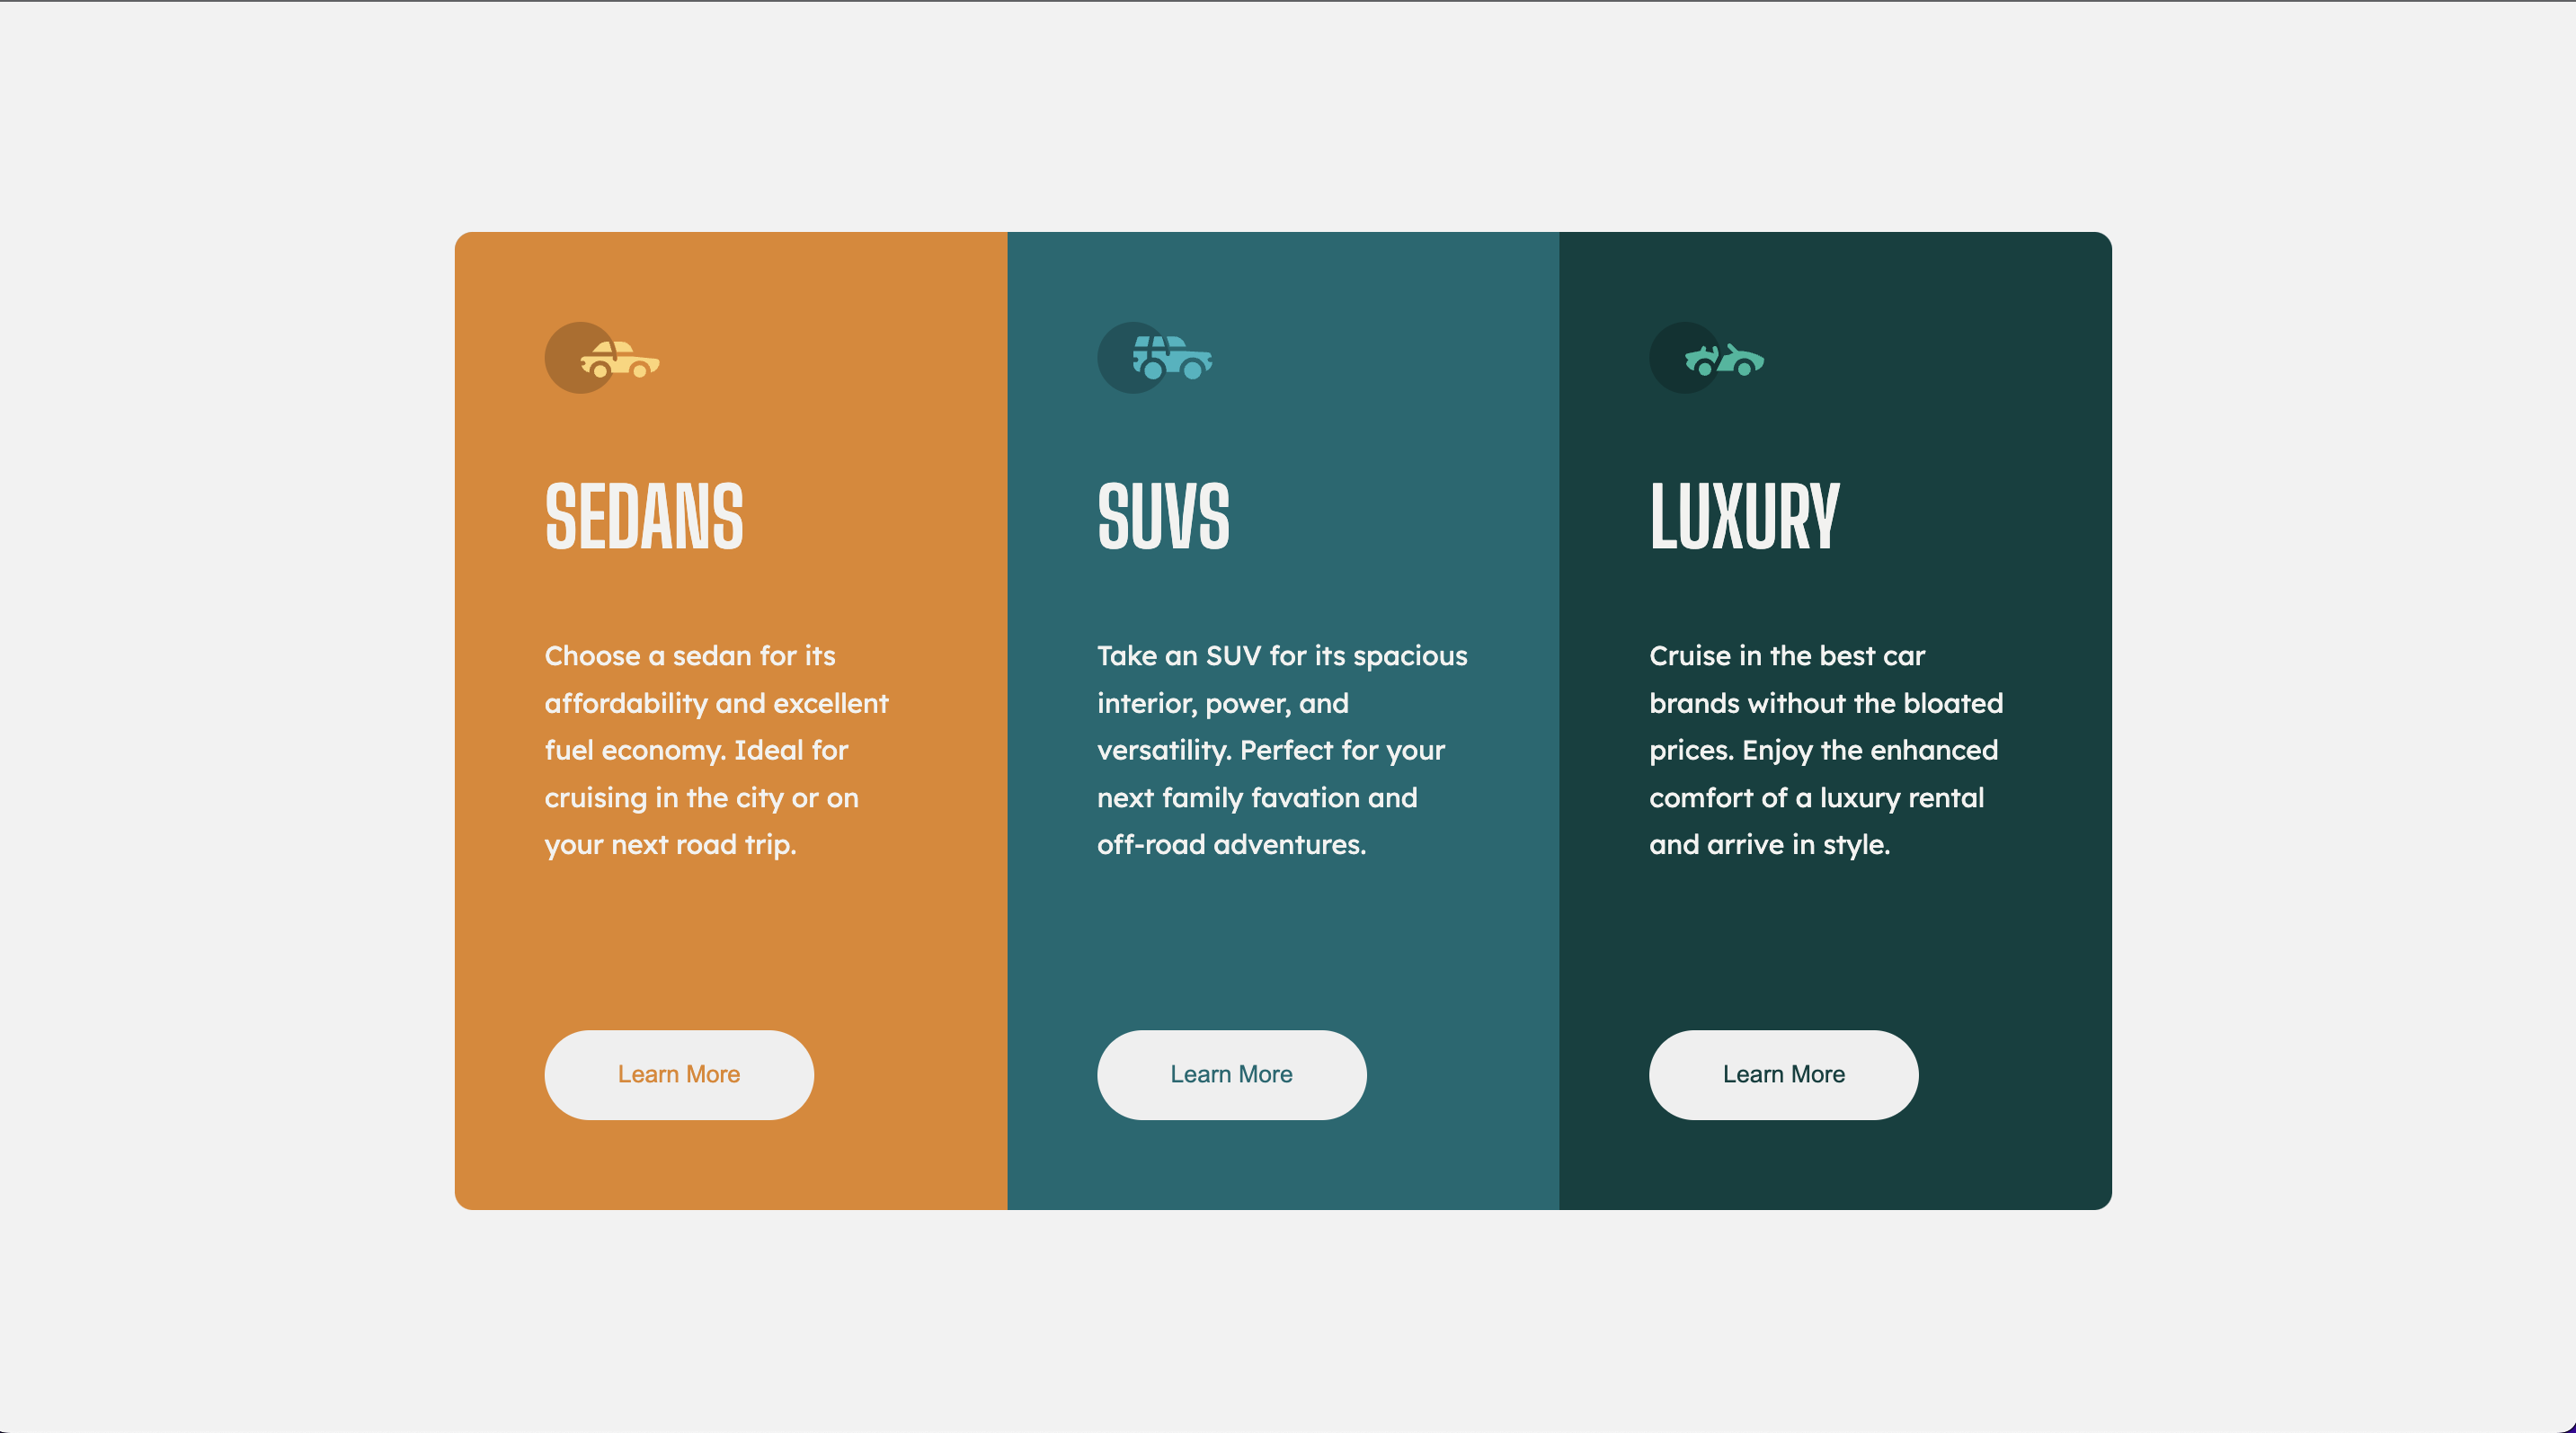 SEDANS
Choose a sedan for its
affordability and excellent
fuel economy. Ideal for
cruising in the city or on
your next road trip.
Learn More
SUVS
Take an SUV for its spacious
interior, power, and
versatility. Perfect for your
next family favation and
off-road adventures.
Learn More
LUXURY
Cruise in the best car
brands without the bloated
prices. Enjoy the enhanced
comfort of a luxury rental
and arrive in style.
Learn More